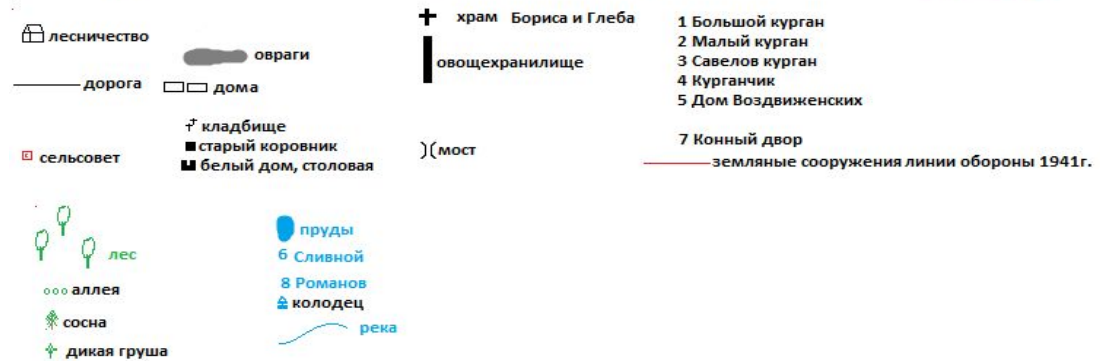 лесничество
овраги
дорога
дома
кладбище
старый коровник
сельсовет
белый дом, столовая
храм Бориса и Глеба
овощехранилище
мост
1 Большой курган
2 Малый курган
3 Савелов курган
4 Курганчик
5 Дом Воздвиженских
7 Конный двор
земляные сооружения линии обороны 1941г.
лес
аллея
сосна
дикая груша
пруды
6 Сливной
8 Романов
колодец
река